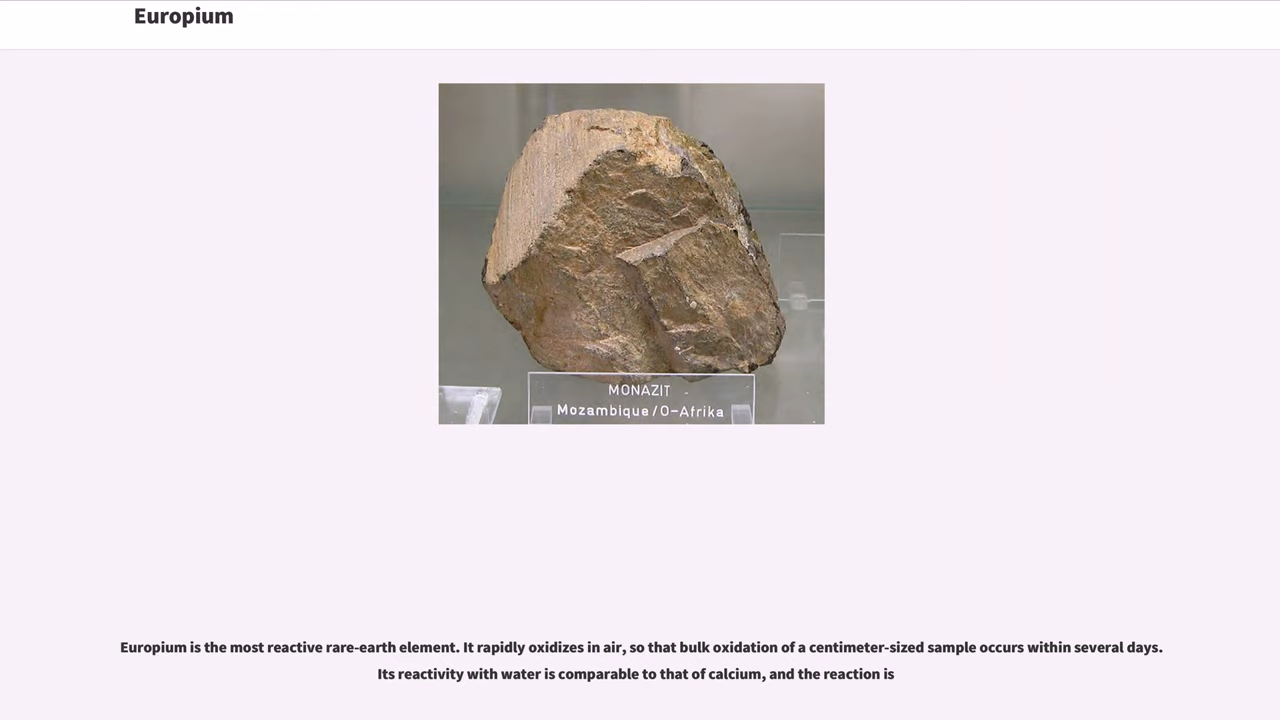 Europium
MONAZIT
Mozambique/O-Afrika
Europium is the most reactive rare-earth element. It rapidly oxidizes in air, so that bulk oxidation of a centimeter-sized sample occurs within several days.
Its reactivity with water is comparable to that of calcium, and the reaction is